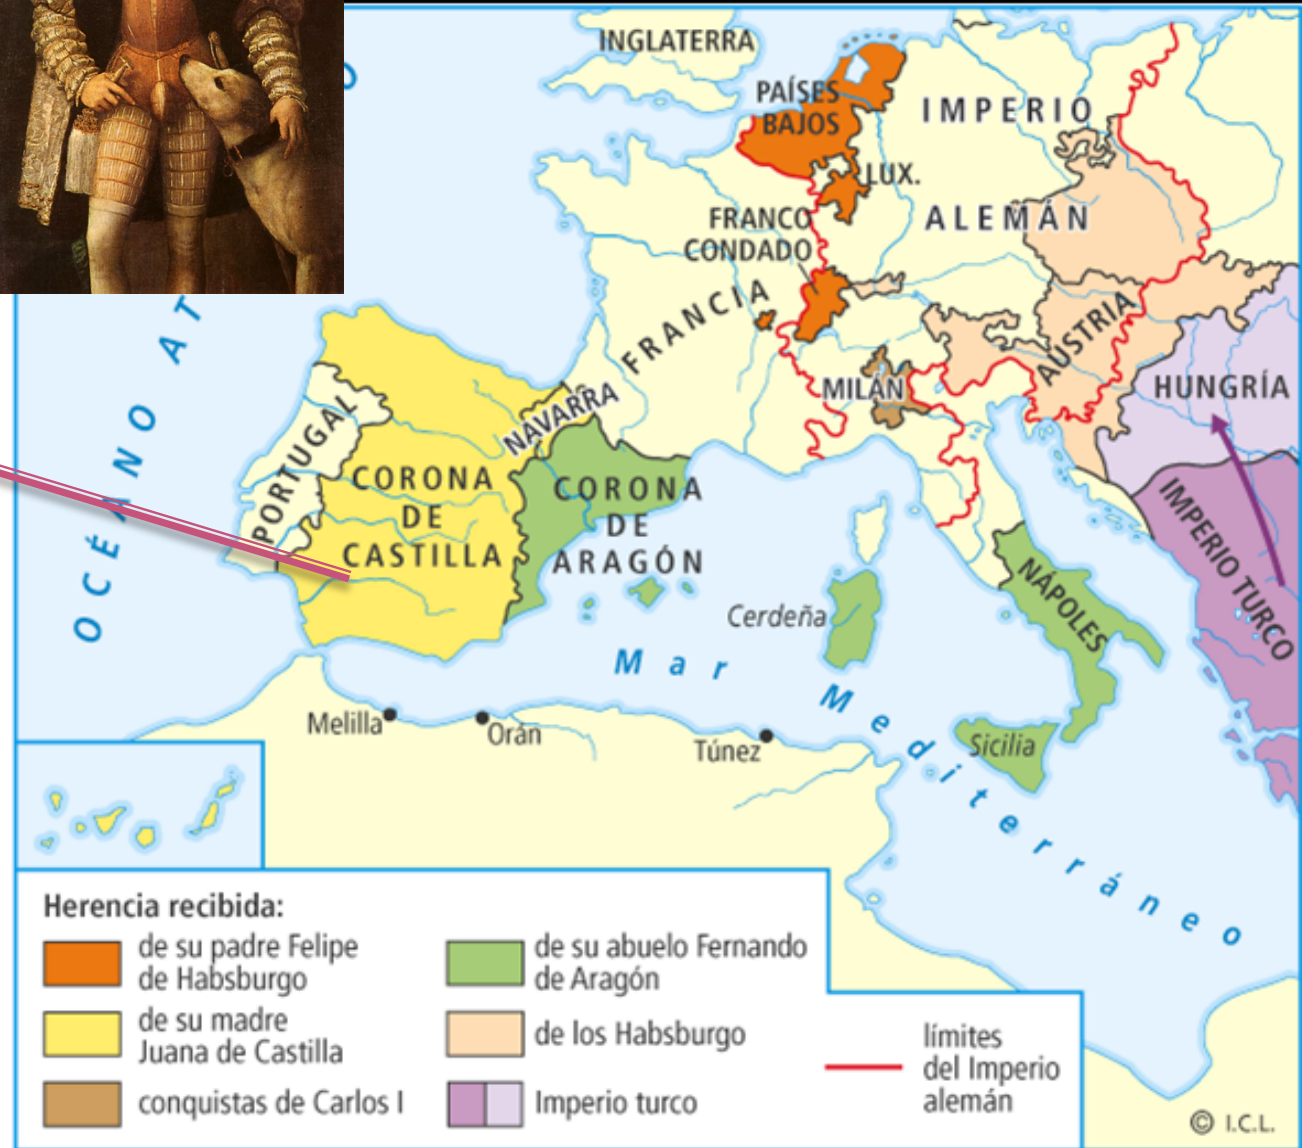 INGLATERRA
PAÍSES
BAJOS
IMPERIO
ALEMÁN
LUX.
FRANCO
CONDADO
FRANCIA
AUSTRIA
MILÁN
HUNGRÍA
OCÉANO AT
PORTUGAL
NAVARRA
CORONA
DE
CASTILLA
CORONA
DE
ARAGÓN
IMPERIO TURCO
NÁPOLES
Cerdeña
Mar Mediterráneo
Sicilia
Melilla
Orán
Túnez
Herencia recibida:
de su padre Felipe
de Habsburgo
de su madre
Juana de Castilla
conquistas de Carlos I
de su abuelo Fernando
de Aragón
de los Habsburgo
Imperio turco
límites
del Imperio
alemán
© I.C.L.